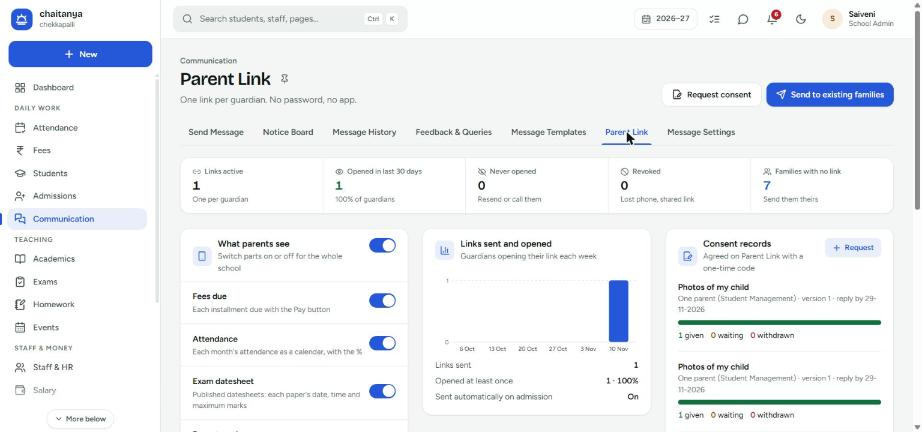 chaitanya
chekkapali
Search students, staff, pages...
Ctrl K
2026–27
6
S
Saiveni
School Admin
+ New
Dashboard
DAILY WORK
Attendance
Fees
Students
Admissions
Communication
TEACHING
Academics
Exams
Homework
Events
STAFF & MONEY
Staff & HR
Salary
More below
Communication
Parent Link
One link per guardian. No password, no app.
Request consent
Send to existing families
Send Message
Notice Board
Message History
Feedback & Queries
Message Templates
Parent Link
Message Settings
Links active
1
One per guardian
Opened in last 30 days
1
100% of guardians
Never opened
0
Resend or call them
Revoked
0
Lost phone, shared link
Families with no link
7
Send them theirs
What parents see
Switch parts on or off for the whole
school
Fees due
Each installment due with the Pay button
Attendance
Each month's attendance as a calendar, with the %
Exam datesheet
Published datesheets: each paper's date, time and
maximum marks
Links sent and opened
Guardians opening their link each week
1
0
6 Oct 13 Oct 20 Oct 27 Oct 3 Nov 10 Nov
Links sent 1
Opened at least once 1 · 100%
Sent automatically on admission On
Consent records
Agreed on Parent Link with a
one-time code
+ Request
Photos of my child
One parent (Student Management) · version 1 · reply by 29-
11-2026
1 given 0 waiting 0 withdrawn
Photos of my child
One parent (Student Management) · version 1 · reply by 29-
11-2026
1 given 0 waiting 0 withdrawn